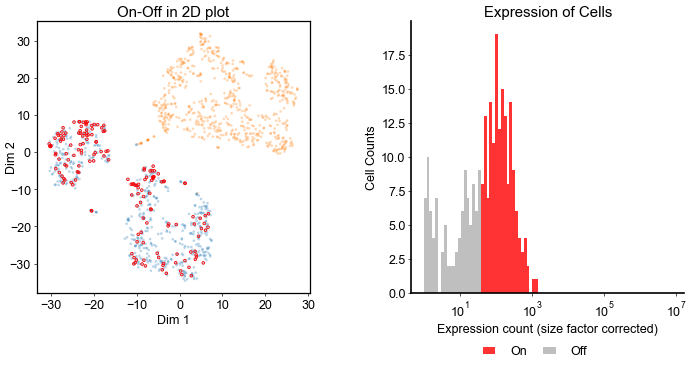 On-Off in 2D plot
30
20
10
0
−10
−20
−30
Dim 2
−30 −20 −10 0 10 20 30
Dim 1
Expression of Cells
17.5
15.0
12.5
10.0
7.5
5.0
2.5
0.0
Cell Counts
10^1 10^3 10^5 10^7
Expression count (size factor corrected)
On Off